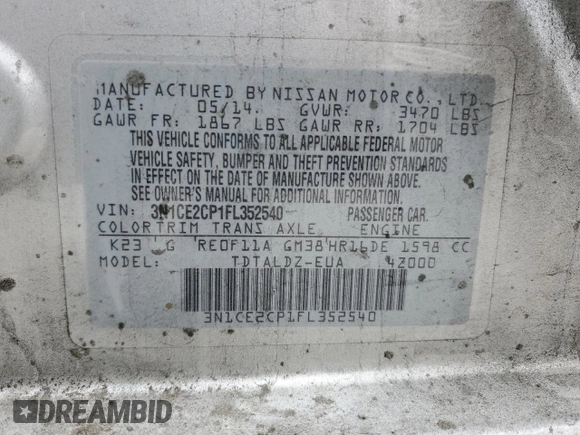 MANUFACTURED BY NISSAN MOTOR CO., LTD.
DATE: 05/14. GVWR: 3470 LBS
GAWR FR: 1867 LBS GAWR RR: 1704 LBS
THIS VEHICLE CONFORMS TO ALL APPLICABLE FEDERAL MOTOR
VEHICLE SAFETY, BUMPER AND THEFT PREVENTION STANDARDS
IN EFFECT ON THE DATE OF MANUFACTURE SHOWN ABOVE.
SEE OWNER'S MANUAL FOR ADDITIONAL INFORMATION.
VIN: 3N1CE2CP1FL352540 PASSENGER CAR.
COLOR TRIM TRANS AXLE ENGINE
K23 G RE0F11A GM38 HR16DE 1598 CC
MODEL: TDTALDZ-EUA 4Z000
3N1CE2CP1FL352540
DREAMBID